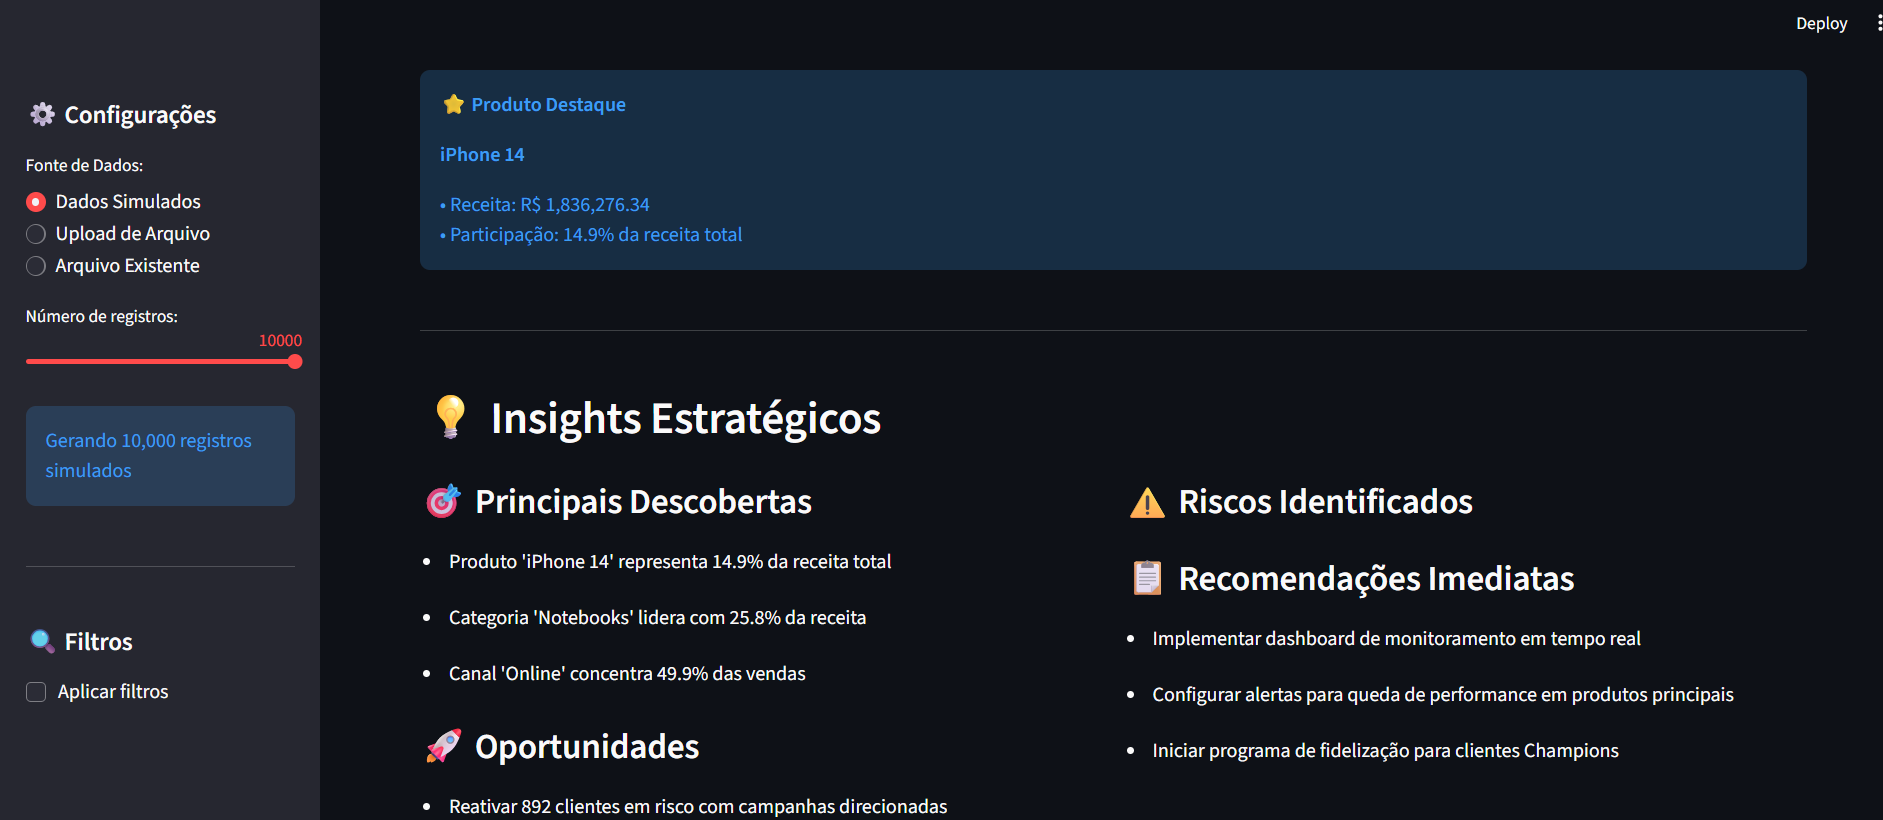 Deploy
Configurações
Fonte de Dados:
Dados Simulados
Upload de Arquivo
Arquivo Existente
Número de registros:
10000
Gerando 10,000 registros
simulados
Filtros
Aplicar filtros
Produto Destaque
iPhone 14
• Receita: R$ 1,836,276.34
• Participação: 14.9% da receita total
Insights Estratégicos
Principais Descobertas
• Produto 'iPhone 14' representa 14.9% da receita total
• Categoria 'Notebooks' lidera com 25.8% da receita
• Canal 'Online' concentra 49.9% das vendas
Oportunidades
• Reativar 892 clientes em risco com campanhas direcionadas
Riscos Identificados
Recomendações Imediatas
• Implementar dashboard de monitoramento em tempo real
• Configurar alertas para queda de performance em produtos principais
• Iniciar programa de fidelização para clientes Champions